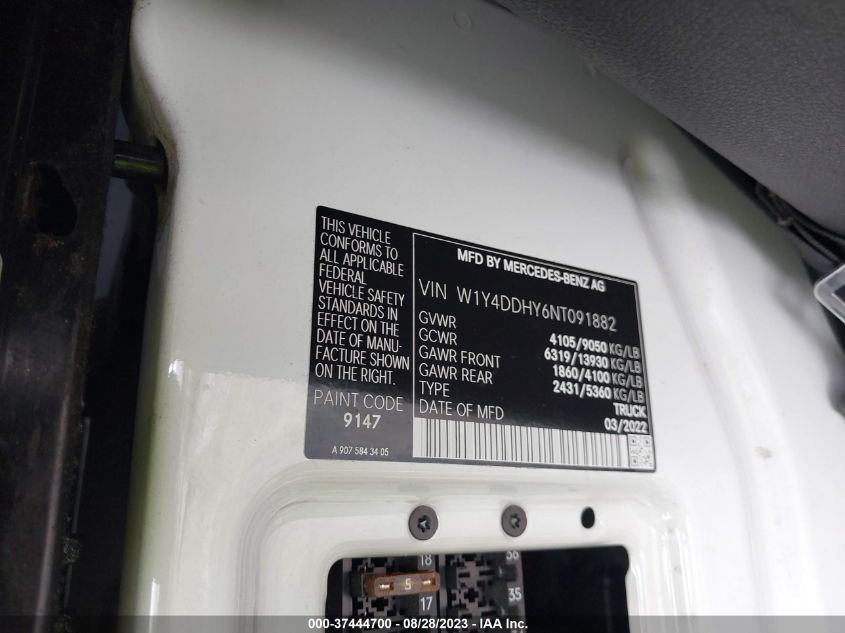 THIS VEHICLE
CONFORMS TO
ALL APPLICABLE
FEDERAL
VEHICLE SAFETY
STANDARDS IN
EFFECT ON THE
DATE OF MANU-
FACTURE SHOWN
ON THE RIGHT.
PAINT CODE
9147
A 907 584 34 05
MFD BY MERCEDES-BENZ AG
VIN W1Y4DDHY6NT091882
GVWR 4105/9050 KG/LB
GCWR 6319/13930 KG/LB
GAWR FRONT 1860/4100 KG/LB
GAWR REAR 2431/5360 KG/LB
TYPE TRUCK
DATE OF MFD 03/2022
18 36
5
17 35
000-37444700 - 08/28/2023 - IAA Inc.